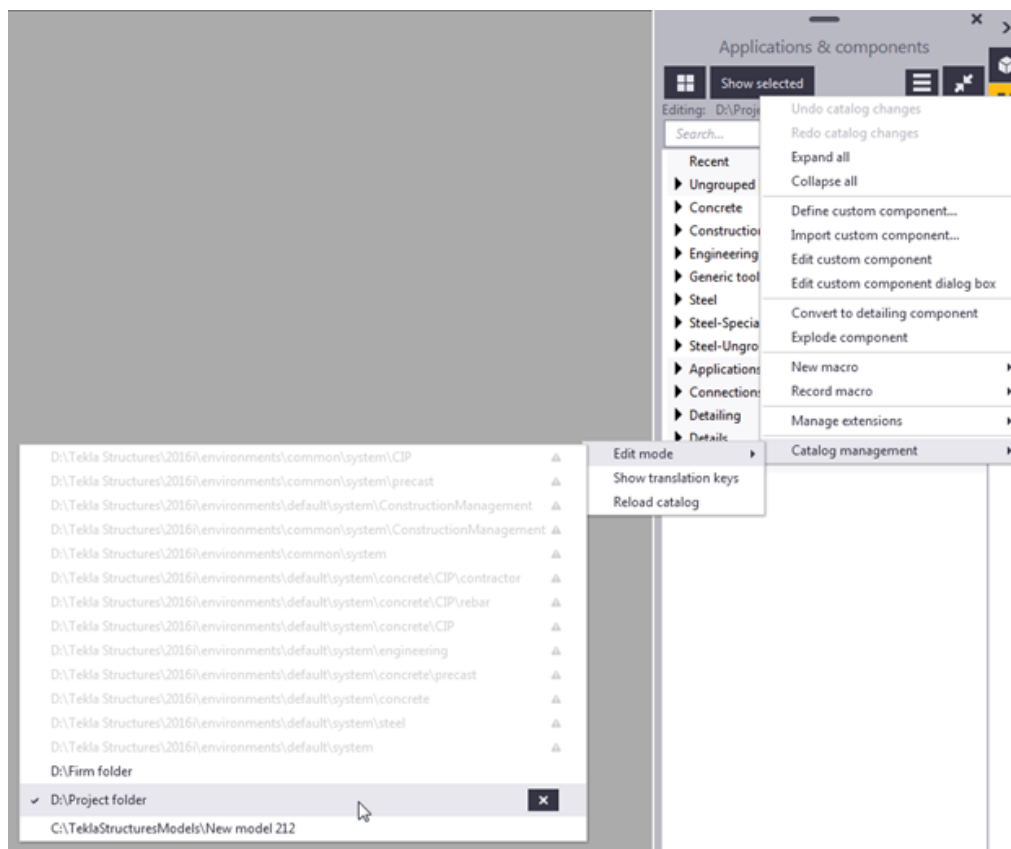 Applications & components
Show selected
Editing: D:\Proje
Search...
Recent
Ungrouped
Concrete
Construction
Engineering
Generic tool
Steel
Steel-Specia
Steel-Ungro
Applications
Connections
Detailing
Details
Undo catalog changes
Redo catalog changes
Expand all
Collapse all
Define custom component...
Import custom component...
Edit custom component
Edit custom component dialog box
Convert to detailing component
Explode component
New macro
Record macro
Manage extensions
Catalog management
Edit mode
Show translation keys
Reload catalog
D:\Tekla Structures\2016i\environments\common\system\CIP
D:\Tekla Structures\2016i\environments\common\system\precast
D:\Tekla Structures\2016i\environments\default\system\ConstructionManagement
D:\Tekla Structures\2016i\environments\common\system\ConstructionManagement
D:\Tekla Structures\2016i\environments\common\system
D:\Tekla Structures\2016i\environments\default\system\concrete\CIP\contractor
D:\Tekla Structures\2016i\environments\default\system\concrete\CIP\rebar
D:\Tekla Structures\2016i\environments\default\system\concrete\CIP
D:\Tekla Structures\2016i\environments\default\system\engineering
D:\Tekla Structures\2016i\environments\default\system\concrete\precast
D:\Tekla Structures\2016i\environments\default\system\concrete
D:\Tekla Structures\2016i\environments\default\system\steel
D:\Tekla Structures\2016i\environments\default\system
D:\Firm folder
D:\Project folder
C:\TeklaStructuresModels\New model 212